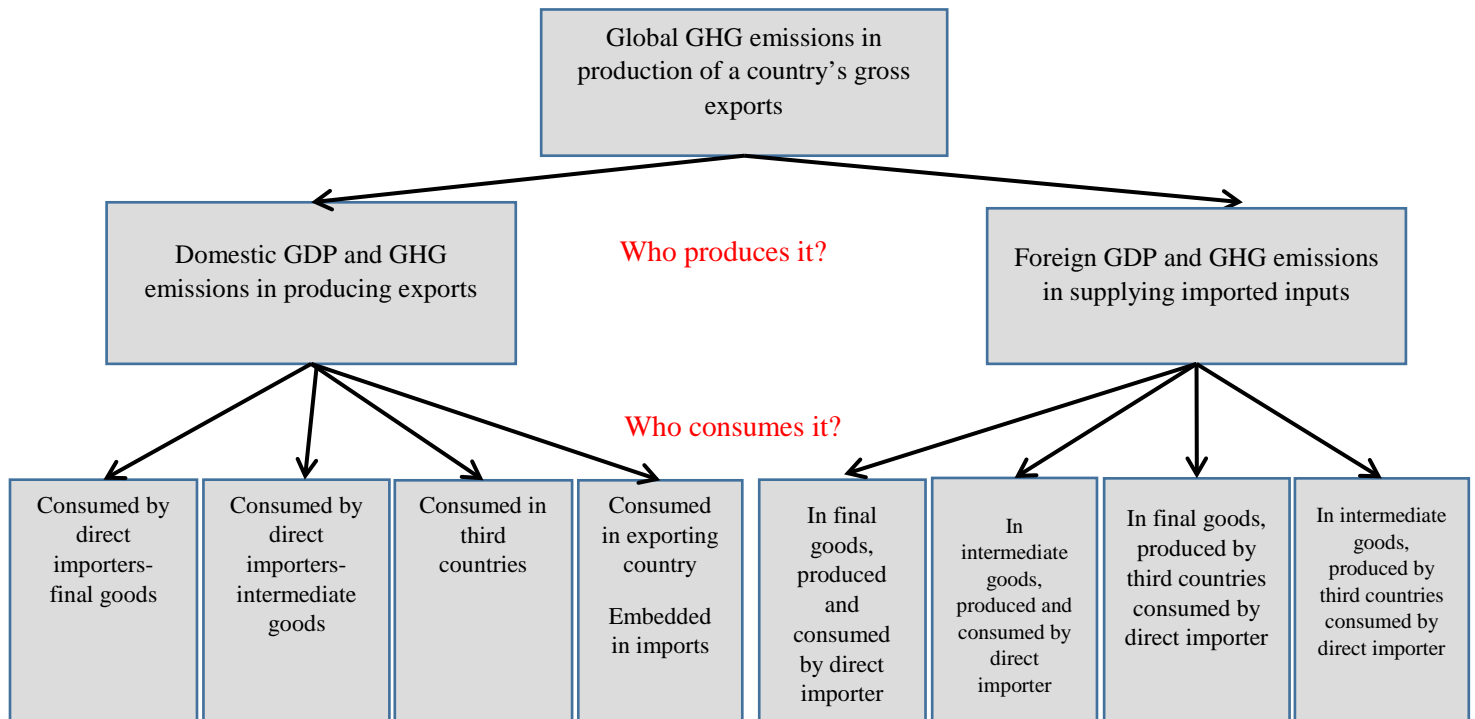 Global GHG emissions in
production of a country’s gross
exports
Domestic GDP and GHG
emissions in producing exports
Who produces it?
Foreign GDP and GHG emissions
in supplying imported inputs
Who consumes it?
Consumed by
direct
importers-
final goods
Consumed by
direct
importers-
intermediate
goods
Consumed in
third
countries
Consumed
in exporting
country
Embedded
in imports
In final
goods,
produced
and
consumed
by direct
importer
In
intermediate
goods,
produced and
consumed by
direct
importer
In final goods,
produced by
third countries
consumed by
direct importer
In intermediate
goods,
produced by
third countries
consumed by
direct importer